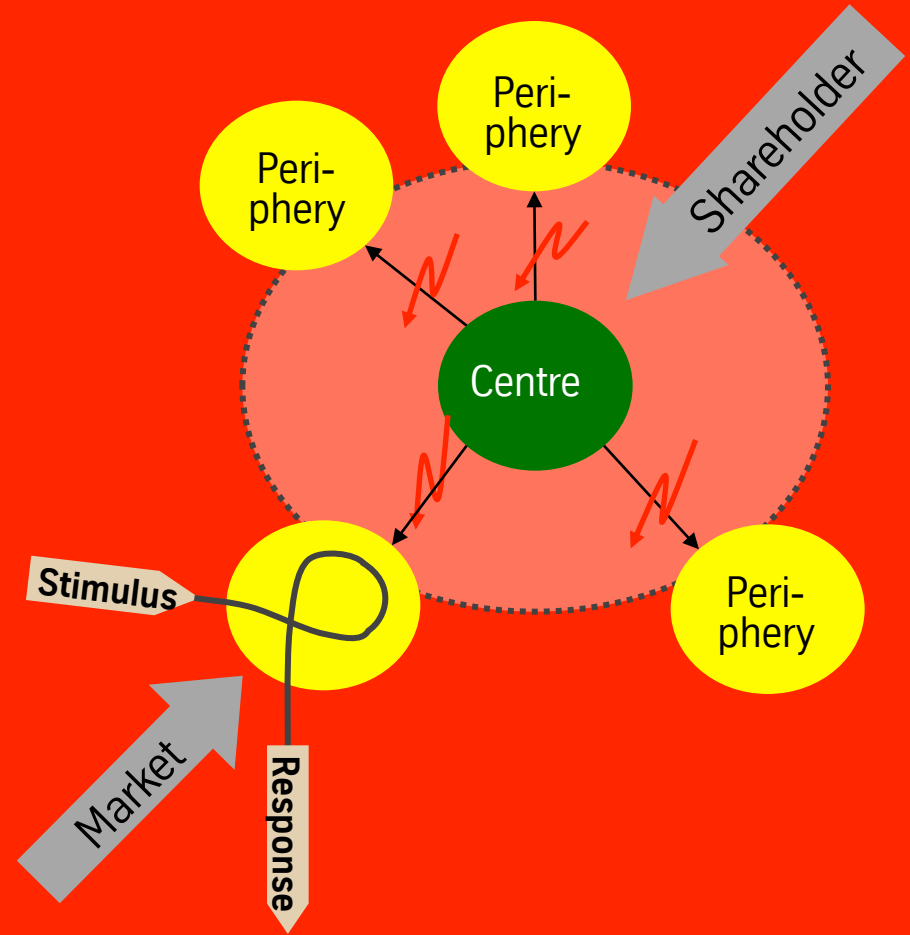 Peri-
phery
Peri-
phery
Shareholder
Centre
Stimulus
Peri-
phery
Market
Response